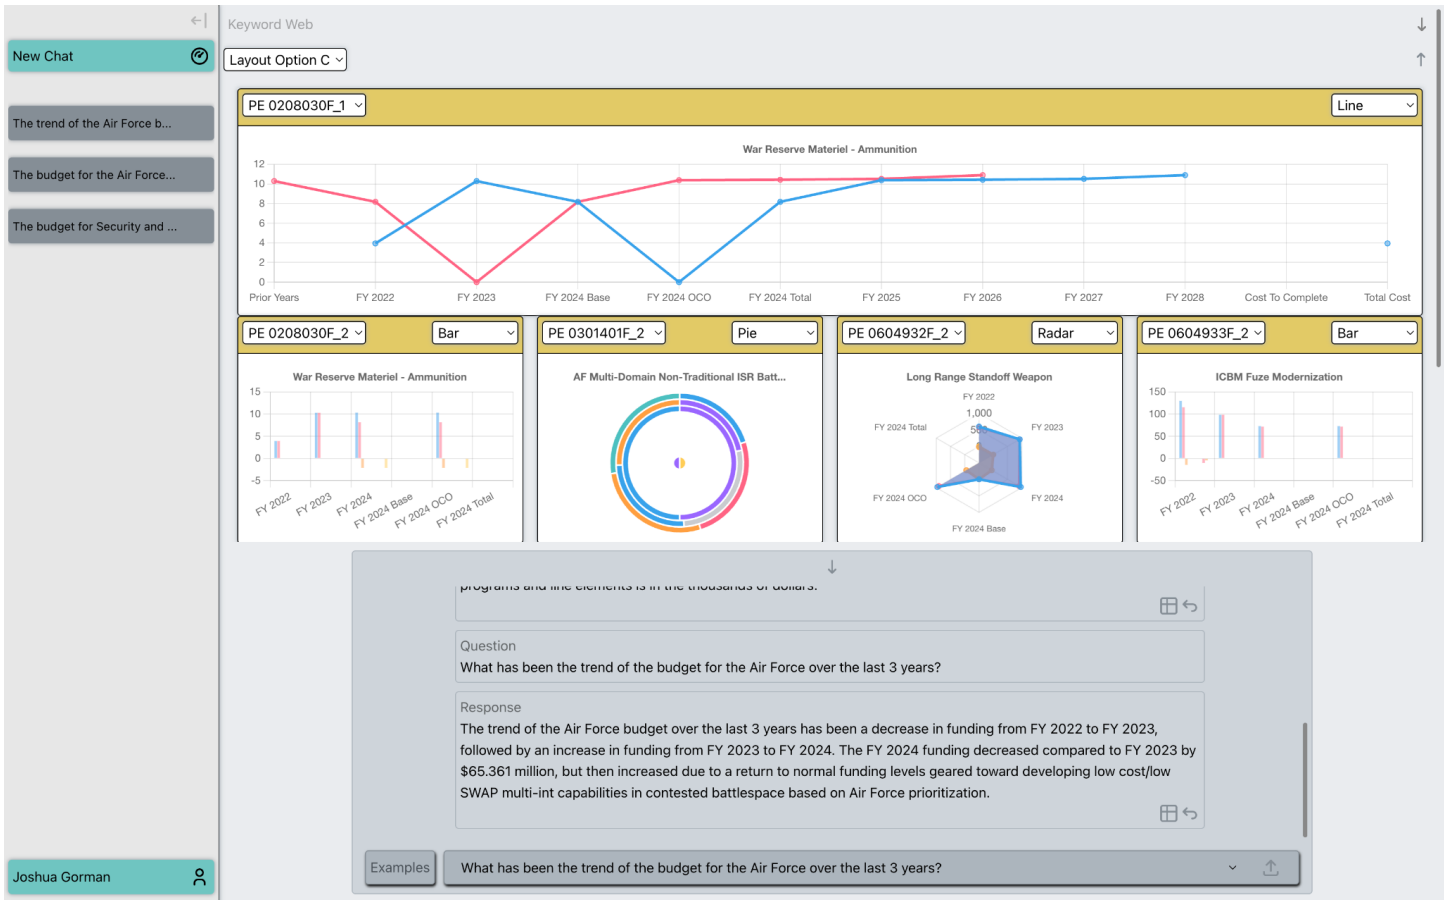 Keyword Web
New Chat
Layout Option C
The trend of the Air Force b...
The budget for the Air Force...
The budget for Security and ...
Joshua Gorman
PE 0208030F_1
Line
War Reserve Materiel - Ammunition
12
10
8
6
4
2
0
Prior Years
FY 2022
FY 2023
FY 2024 Base
FY 2024 OCO
FY 2024 Total
FY 2025
FY 2026
FY 2027
FY 2028
Cost To Complete
Total Cost
PE 0208030F_2
Bar
War Reserve Materiel - Ammunition
15
10
5
0
-5
FY 2022
FY 2023
FY 2024
FY 2024 Base
FY 2024 OCO
FY 2024 Total
PE 0301401F_2
Pie
AF Multi-Domain Non-Traditional ISR Batt...
PE 0604932F_2
Radar
Long Range Standoff Weapon
FY 2022
1,000
FY 2024 Total
FY 2023
FY 2024 OCO
FY 2024
FY 2024 Base
PE 0604933F_2
Bar
ICBM Fuze Modernization
150
100
50
0
-50
FY 2022
FY 2023
FY 2024
FY 2024 Base
FY 2024 OCO
FY 2024 Total
programs and line elements is in the thousands of dollars.
Question
What has been the trend of the budget for the Air Force over the last 3 years?
Response
The trend of the Air Force budget over the last 3 years has been a decrease in funding from FY 2022 to FY 2023,
followed by an increase in funding from FY 2023 to FY 2024. The FY 2024 funding decreased compared to FY 2023 by
$65.361 million, but then increased due to a return to normal funding levels geared toward developing low cost/low
SWAP multi-int capabilities in contested battlespace based on Air Force prioritization.
Examples
What has been the trend of the budget for the Air Force over the last 3 years?